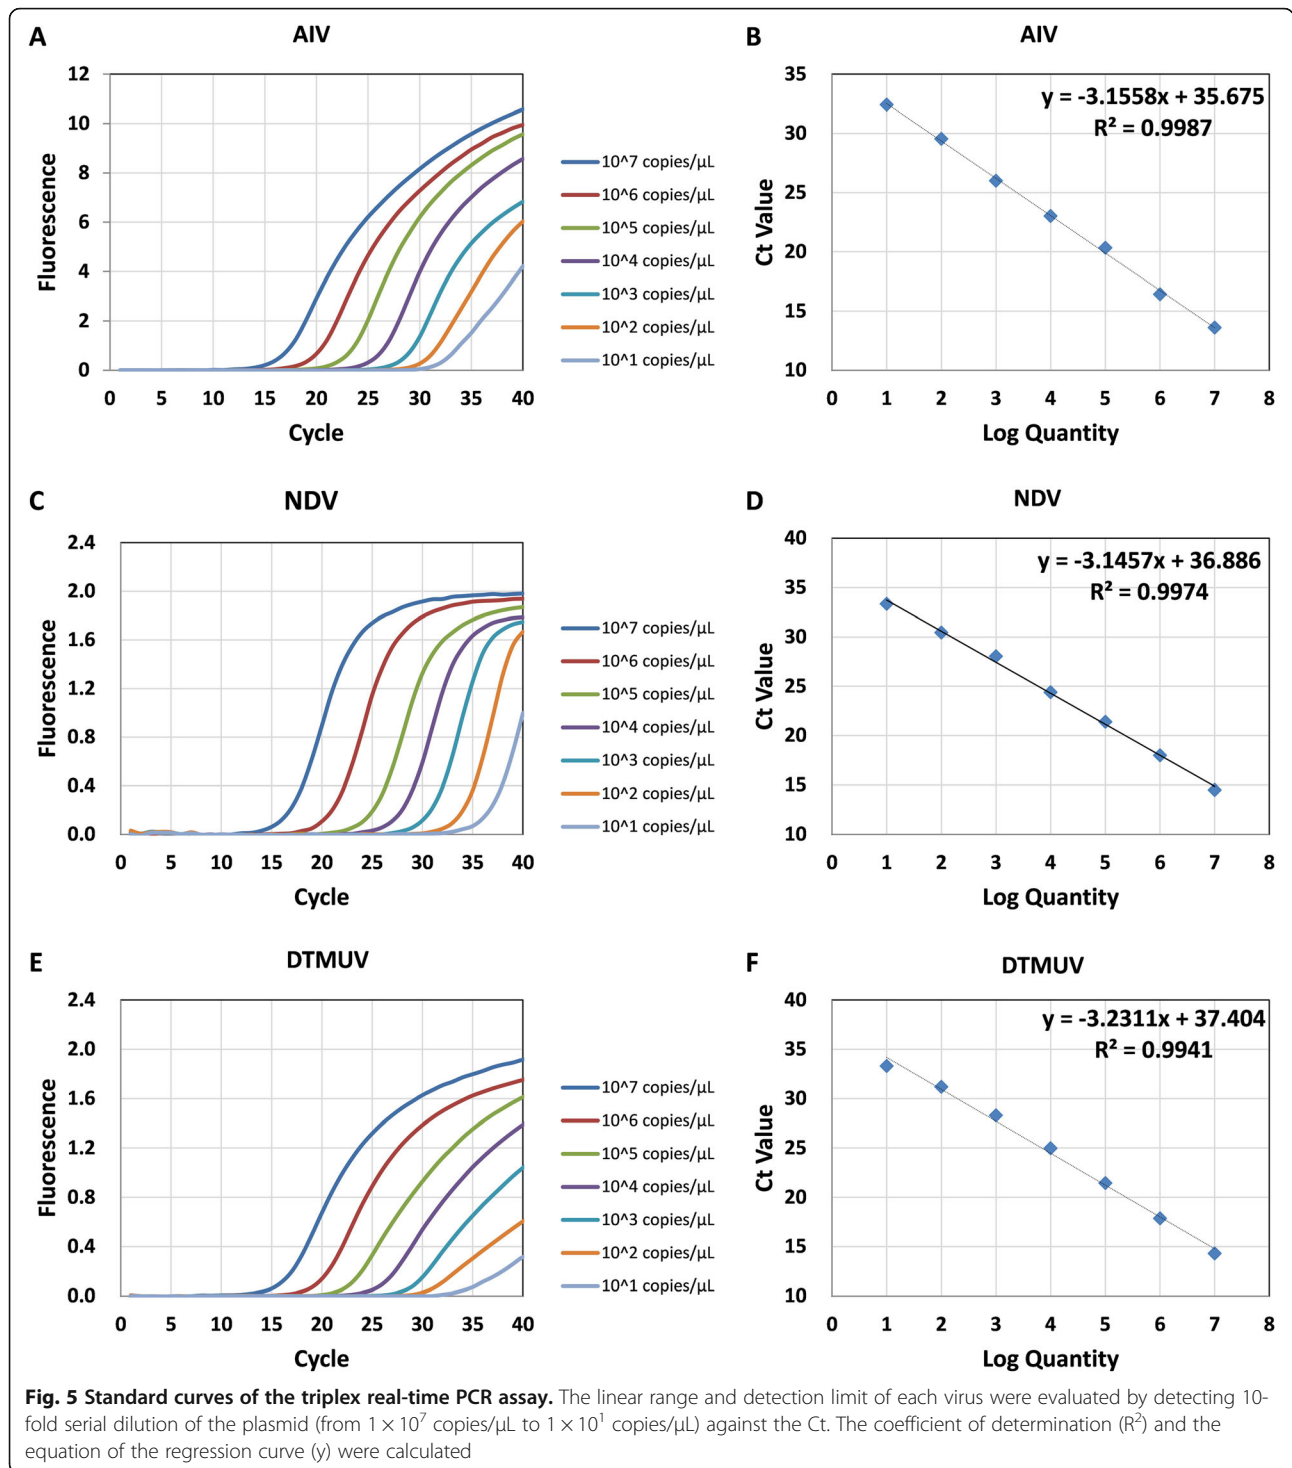 A
AIV
12
10
8
6
4
2
0
Fluorescence
0 5 10 15 20 25 30 35 40
Cycle
10^7 copies/µL
10^6 copies/µL
10^5 copies/µL
10^4 copies/µL
10^3 copies/µL
10^2 copies/µL
10^1 copies/µL
B
AIV
35
30
25
20
15
10
Ct Value
y = -3.1558x + 35.675
R² = 0.9987
0 1 2 3 4 5 6 7 8
Log Quantity
C
NDV
2.4
2.0
1.6
1.2
0.8
0.4
0.0
Fluorescence
0 5 10 15 20 25 30 35 40
Cycle
10^7 copies/µL
10^6 copies/µL
10^5 copies/µL
10^4 copies/µL
10^3 copies/µL
10^2 copies/µL
10^1 copies/µL
D
NDV
40
35
30
25
20
15
10
Ct Value
y = -3.1457x + 36.886
R² = 0.9974
0 1 2 3 4 5 6 7 8
Log Quantity
E
DTMUV
2.4
2.0
1.6
1.2
0.8
0.4
0.0
Fluorescence
0 5 10 15 20 25 30 35 40
Cycle
10^7 copies/µL
10^6 copies/µL
10^5 copies/µL
10^4 copies/µL
10^3 copies/µL
10^2 copies/µL
10^1 copies/µL
F
DTMUV
40
35
30
25
20
15
10
Ct Value
y = -3.2311x + 37.404
R² = 0.9941
0 1 2 3 4 5 6 7 8
Log Quantity
Fig. 5 Standard curves of the triplex real-time PCR assay. The linear range and detection limit of each virus were evaluated by detecting 10-
fold serial dilution of the plasmid (from 1 × 10⁷ copies/µL to 1 × 10¹ copies/µL) against the Ct. The coefficient of determination (R²) and the
equation of the regression curve (y) were calculated